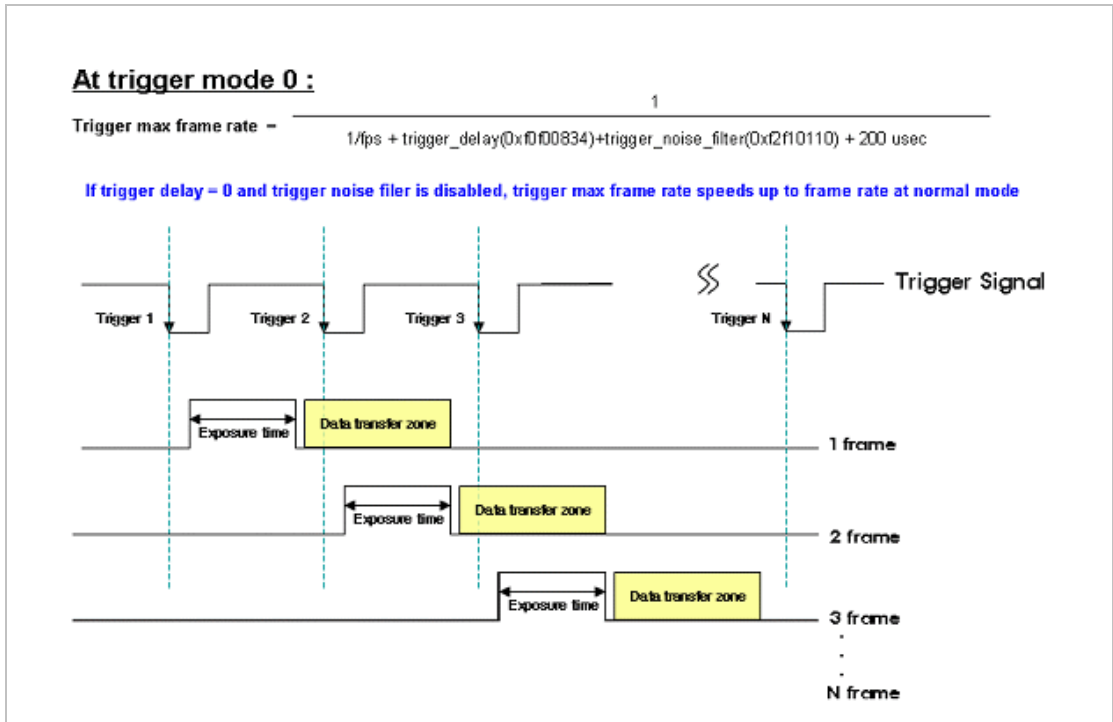 At trigger mode 0 :
1
Trigger max frame rate =
1/fps + trigger_delay(0xf0f00834)+trigger_noise_filter(0xf2f10110) + 200 usec
If trigger delay = 0 and trigger noise filer is disabled, trigger max frame rate speeds up to frame rate at normal mode
Trigger Signal
Trigger 1
Trigger 2
Trigger 3
Trigger N
Exposure time
Data transfer zone
1 frame
Exposure time
Data transfer zone
2 frame
Exposure time
Data transfer zone
3 frame
.
.
.
N frame